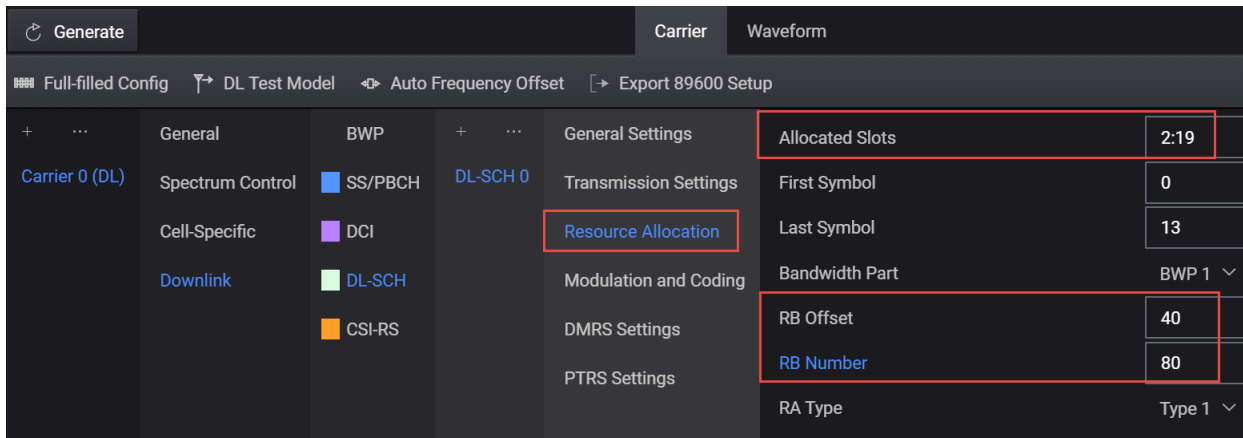 Generate
Carrier
Waveform
Full-filled Config
DL Test Model
Auto Frequency Offset
Export 89600 Setup
+ ...
Carrier 0 (DL)
General
Spectrum Control
Cell-Specific
Downlink
BWP
SS/PBCH
DCI
DL-SCH
CSI-RS
+ ...
DL-SCH 0
General Settings
Transmission Settings
Resource Allocation
Modulation and Coding
DMRS Settings
PTRS Settings
Allocated Slots 2:19
First Symbol 0
Last Symbol 13
Bandwidth Part BWP 1
RB Offset 40
RB Number 80
RA Type Type 1